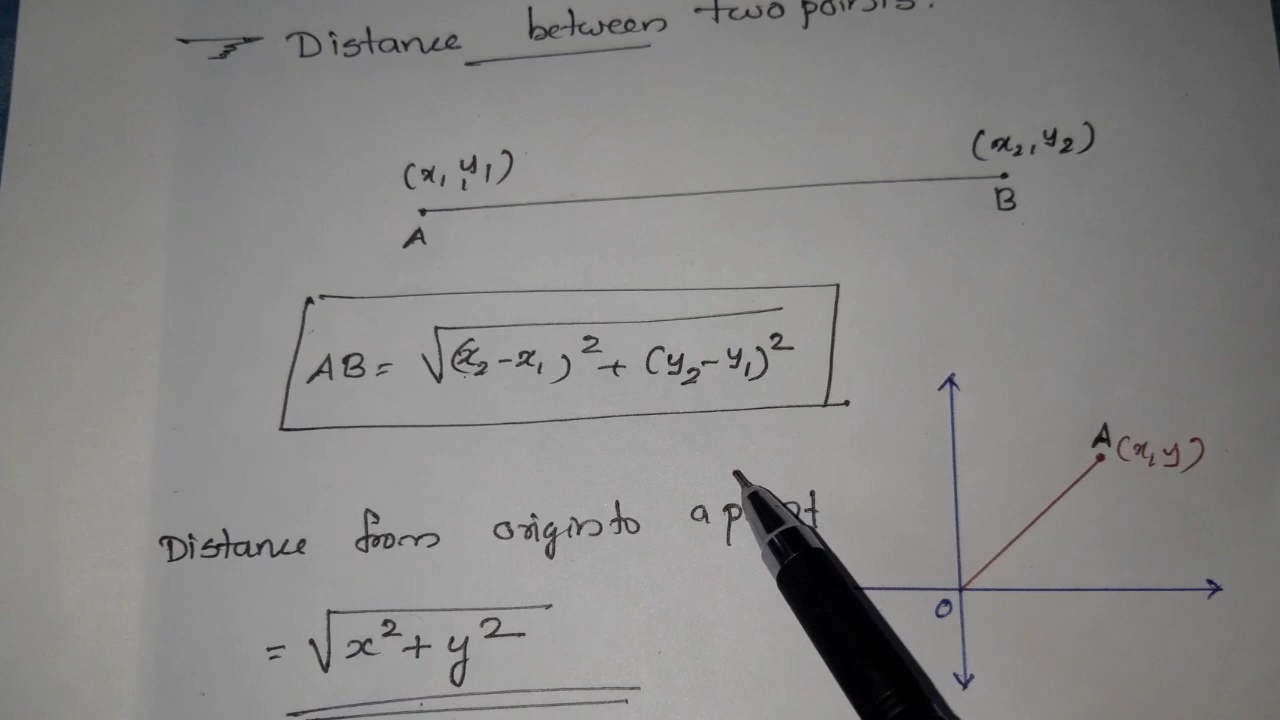 Distance between two points.
(x₁, y₁)
(x₂, y₂)
A
B
AB = √(x₂-x₁)² + (y₂-y₁)²
A (x, y)
Distance from origin to a point
O
= √x² + y²